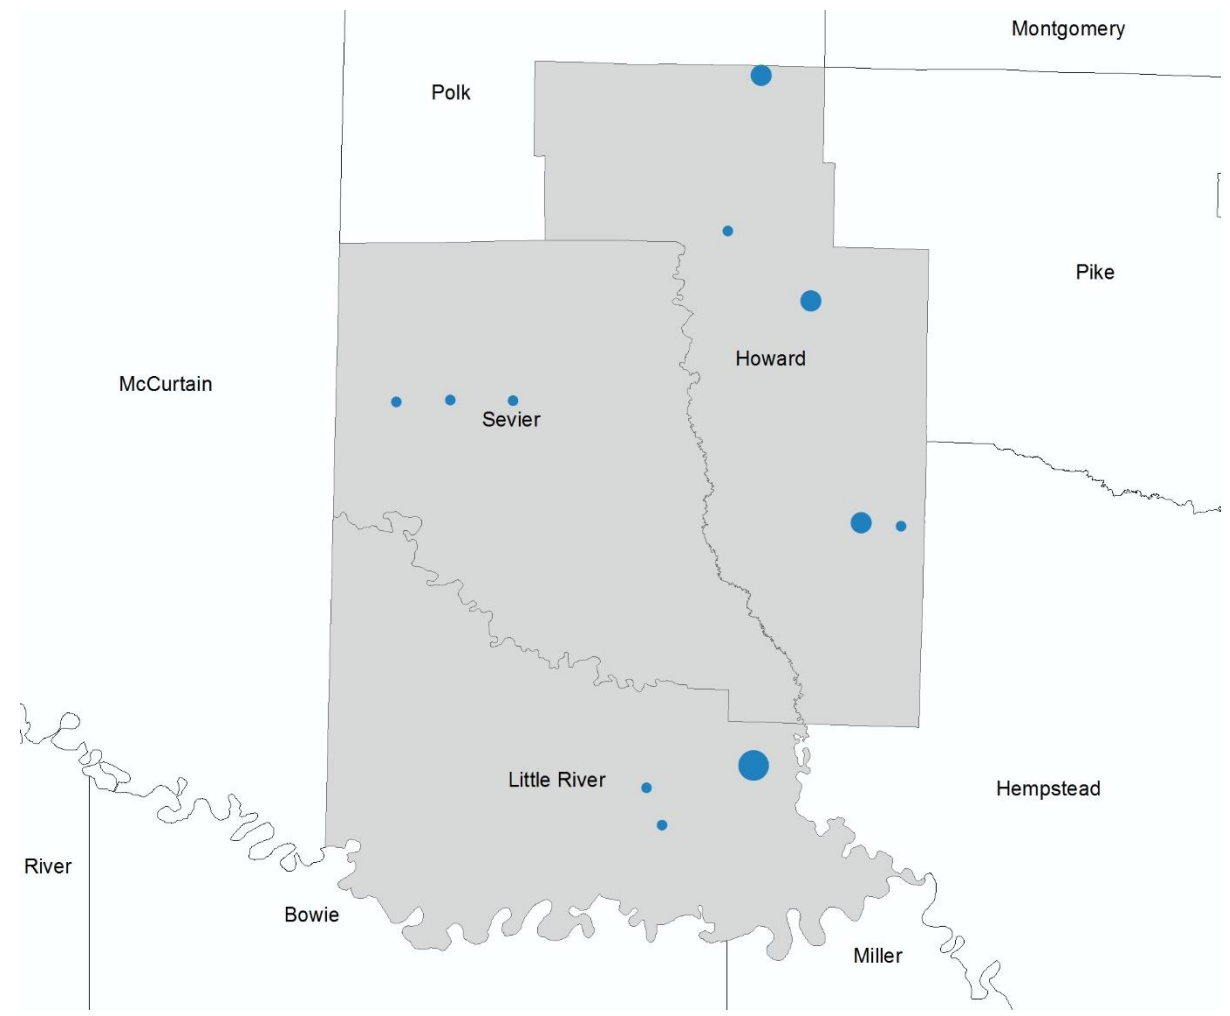 Montgomery
Polk
Pike
Howard
McCurtain
Sevier
Little River
Hempstead
River
Bowie
Miller